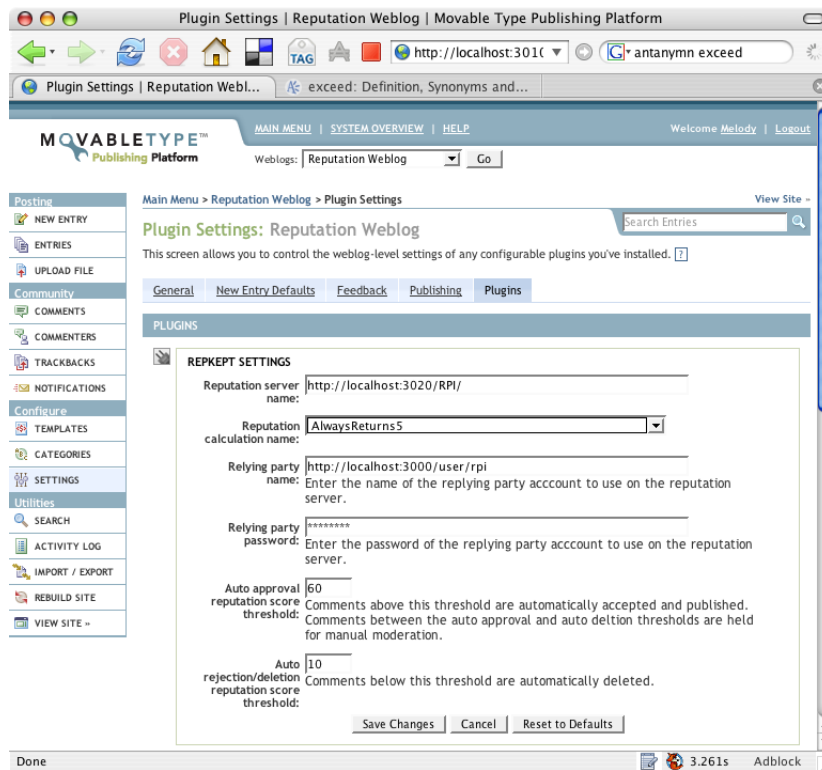 Plugin Settings | Reputation Weblog | Movable Type Publishing Platform
TAG
http://localhost:3010
G antanymn exceed
Plugin Settings | Reputation Webl...
exceed: Definition, Synonyms and...
MOVABLETYPE™
Publishing Platform
MAIN MENU | SYSTEM OVERVIEW | HELP
Welcome Melody | Logout
Weblogs: Reputation Weblog Go
Main Menu > Reputation Weblog > Plugin Settings
View Site »
Plugin Settings: Reputation Weblog
Search Entries
This screen allows you to control the weblog-level settings of any configurable plugins you've installed. [?]
General New Entry Defaults Feedback Publishing Plugins
Posting
NEW ENTRY
ENTRIES
UPLOAD FILE
Community
COMMENTS
COMMENTERS
TRACKBACKS
NOTIFICATIONS
Configure
TEMPLATES
CATEGORIES
SETTINGS
Utilities
SEARCH
ACTIVITY LOG
IMPORT / EXPORT
REBUILD SITE
VIEW SITE »
PLUGINS
REPKEPT SETTINGS
Reputation server name:
http://localhost:3020/RPI/
Reputation calculation name:
AlwaysReturns5
Relying party name:
http://localhost:3000/user/rpi
Enter the name of the replying party acccount to use on the reputation
server.
Relying party password:
********
Enter the password of the replying party acccount to use on the reputation
server.
Auto approval reputation score threshold:
60
Comments above this threshold are automatically accepted and published.
Comments between the auto approval and auto deltion thresholds are held
for manual moderation.
Auto rejection/deletion reputation score threshold:
10
Comments below this threshold are automatically deleted.
Save Changes Cancel Reset to Defaults
Done
3.261s Adblock